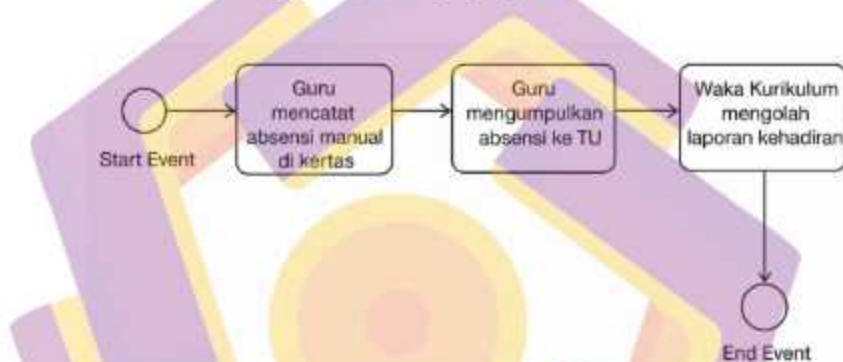 Guru
mencatat
absensi manual
di kertas
Guru
mengumpulkan
absensi ke TU
Waka Kurikulum
mengolah
laporan kehadiran
Start Event
End Event